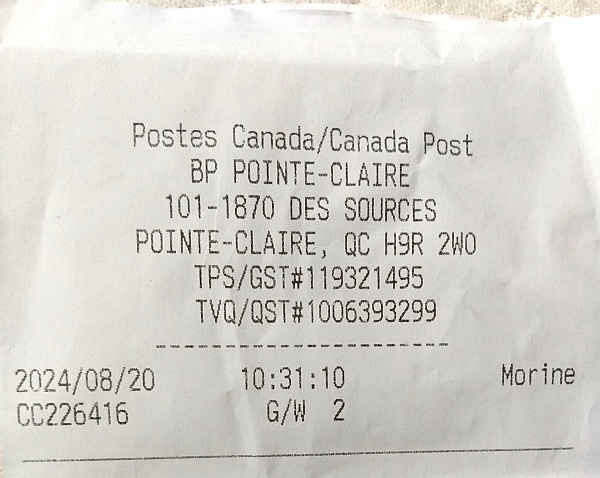 Postes Canada/Canada Post
BP POINTE-CLAIRE
101-1870 DES SOURCES
POINTE-CLAIRE, QC H9R 2W0
TPS/GST#119321495
TVQ/QST#1006393299
2024/08/20 10:31:10 Morine
CC226416 G/W 2